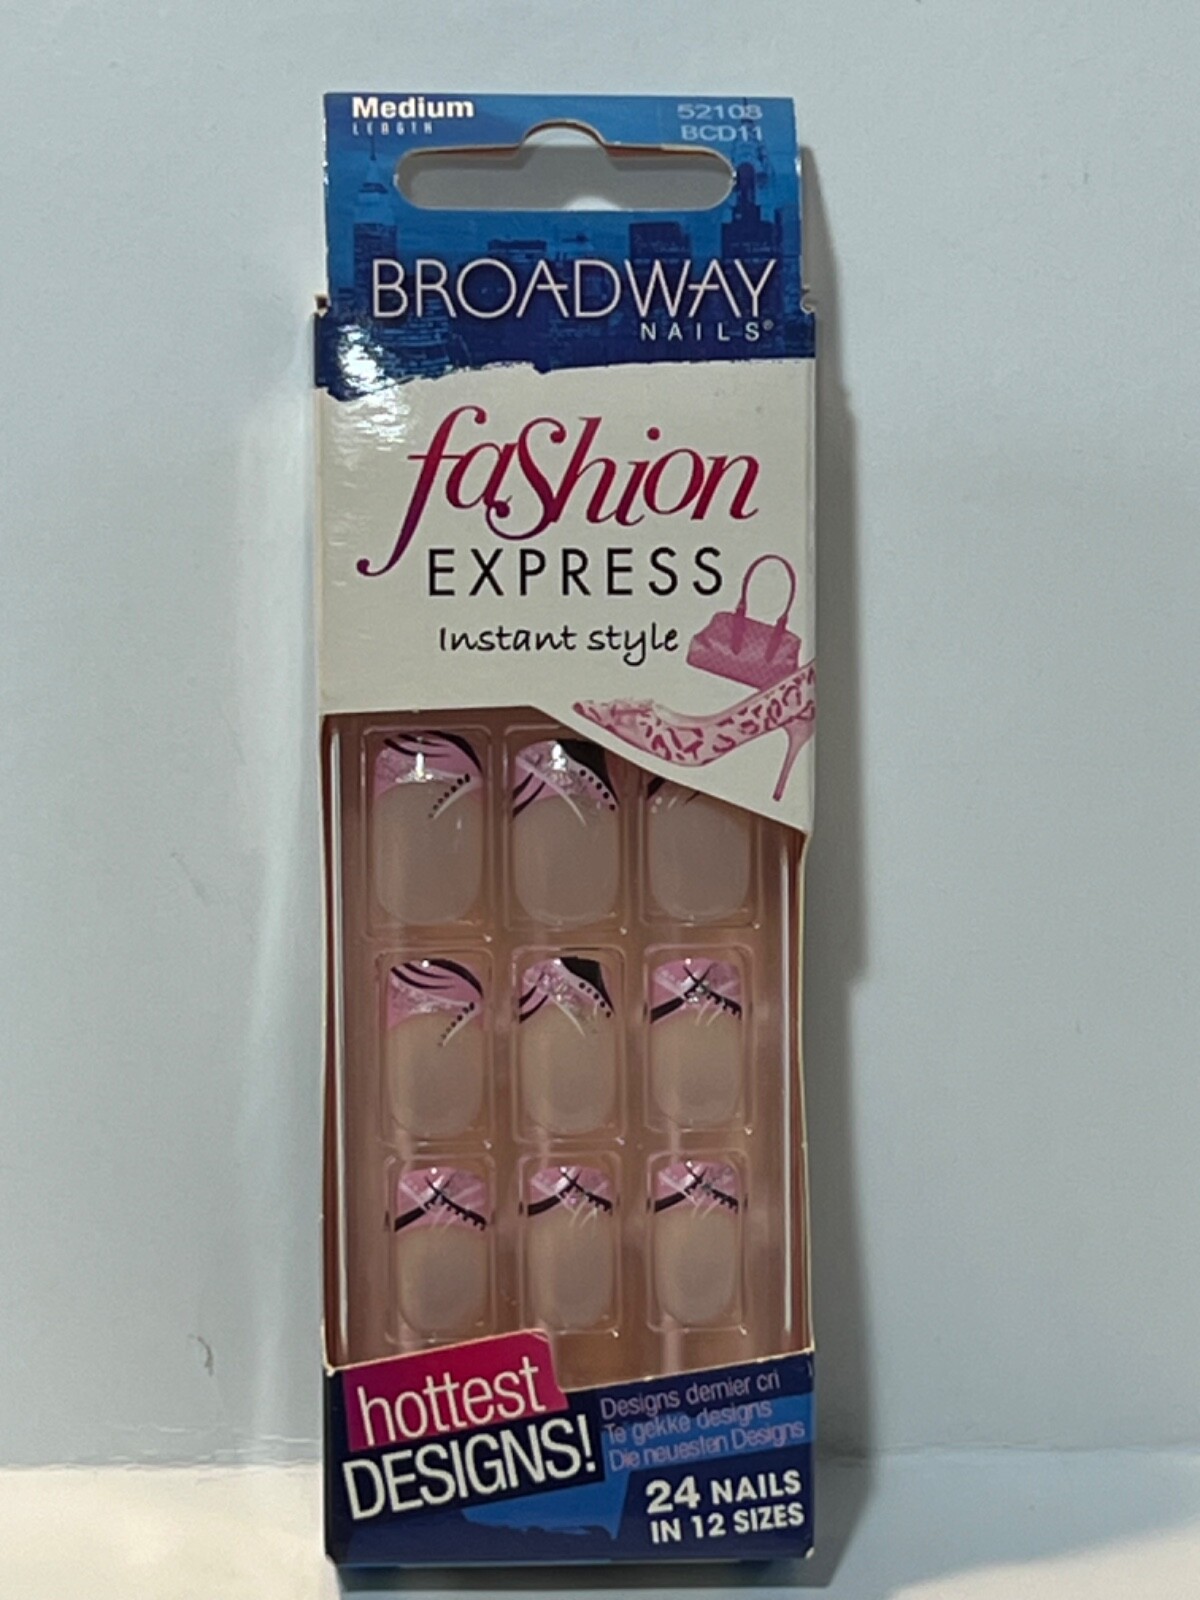 Medium
LENGTH
52108
BCD11
BROADWAY
NAILS®
faShion
EXPRESS
Instant style
hottest
DESIGNS!
Designs dernier cri
Te gekke designs
Die neuesten Designs
24 NAILS
IN 12 SIZES